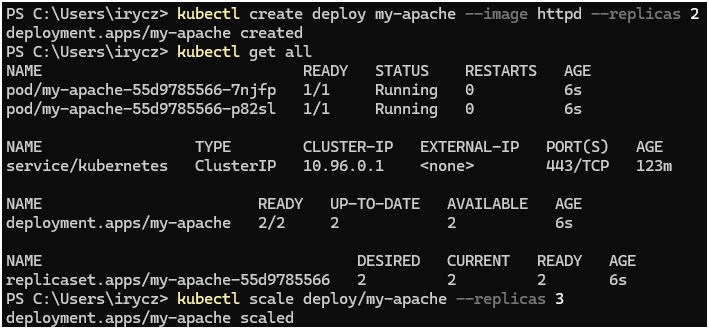 PS C:\Users\irycz> kubectl create deploy my-apache --image httpd --replicas 2
deployment.apps/my-apache created
PS C:\Users\irycz> kubectl get all
NAME                             READY   STATUS    RESTARTS   AGE
pod/my-apache-55d9785566-7njfp   1/1     Running   0          6s
pod/my-apache-55d9785566-p82sl   1/1     Running   0          6s
NAME                 TYPE        CLUSTER-IP   EXTERNAL-IP   PORT(S)   AGE
service/kubernetes   ClusterIP   10.96.0.1    <none>        443/TCP   123m
NAME                        READY   UP-TO-DATE   AVAILABLE   AGE
deployment.apps/my-apache   2/2     2            2           6s
NAME                                   DESIRED   CURRENT   READY   AGE
replicaset.apps/my-apache-55d9785566   2         2         2       6s
PS C:\Users\irycz> kubectl scale deploy/my-apache --replicas 3
deployment.apps/my-apache scaled